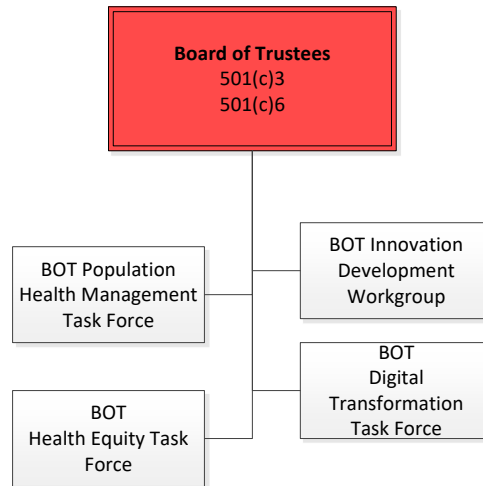 Board of Trustees
501(c)3
501(c)6
BOT Population
Health Management
Task Force
BOT Innovation
Development
Workgroup
BOT
Health Equity Task
Force
BOT
Digital
Transformation
Task Force